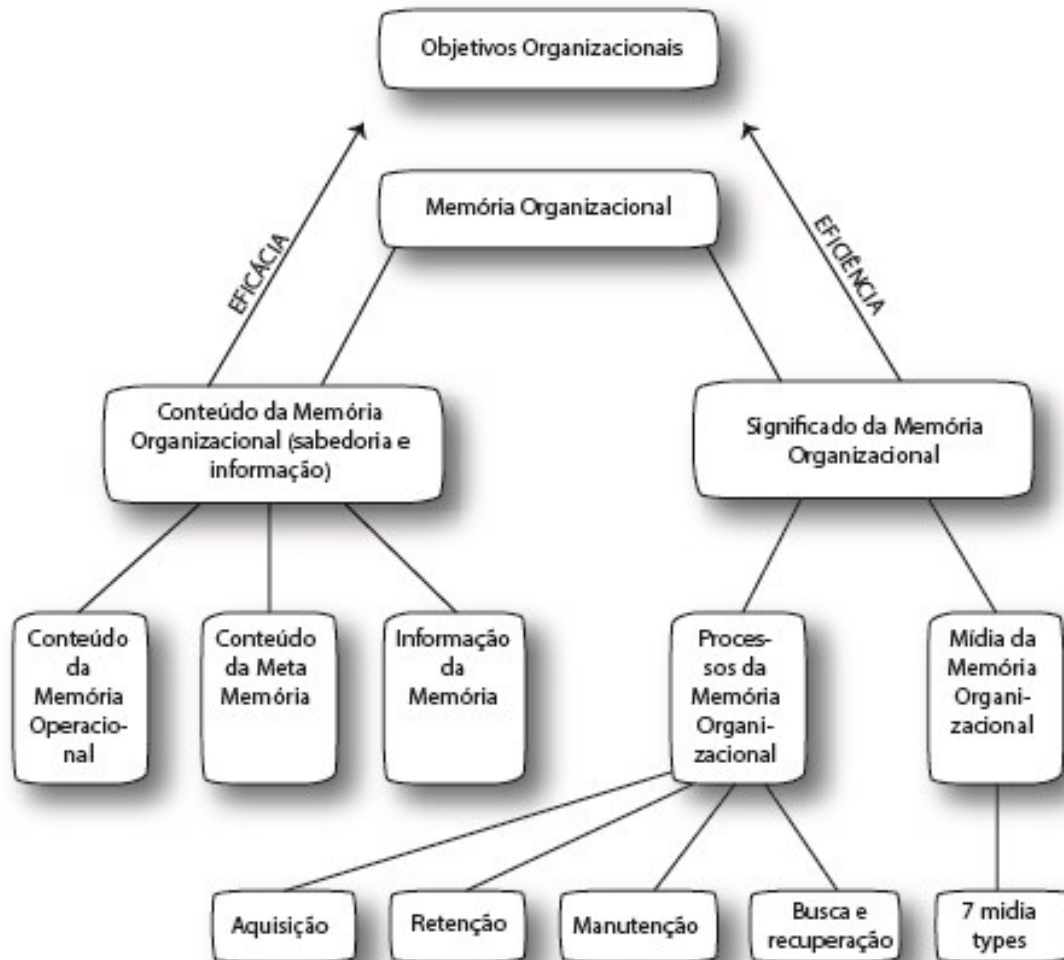 Objetivos Organizacionais
Memória Organizacional
EFICÁCIA
EFICIÊNCIA
Conteúdo da Memória
Organizacional (sabedoria e
informação)
Significado da Memória
Organizacional
Conteúdo
da
Memória
Operacio-
nal
Conteúdo
da Meta
Memória
Informação
da
Memória
Proces-
sos da
Memória
Organi-
zacional
Mídia da
Memória
Organi-
zacional
Aquisição
Retenção
Manutenção
Busca e
recuperação
7 midia
types